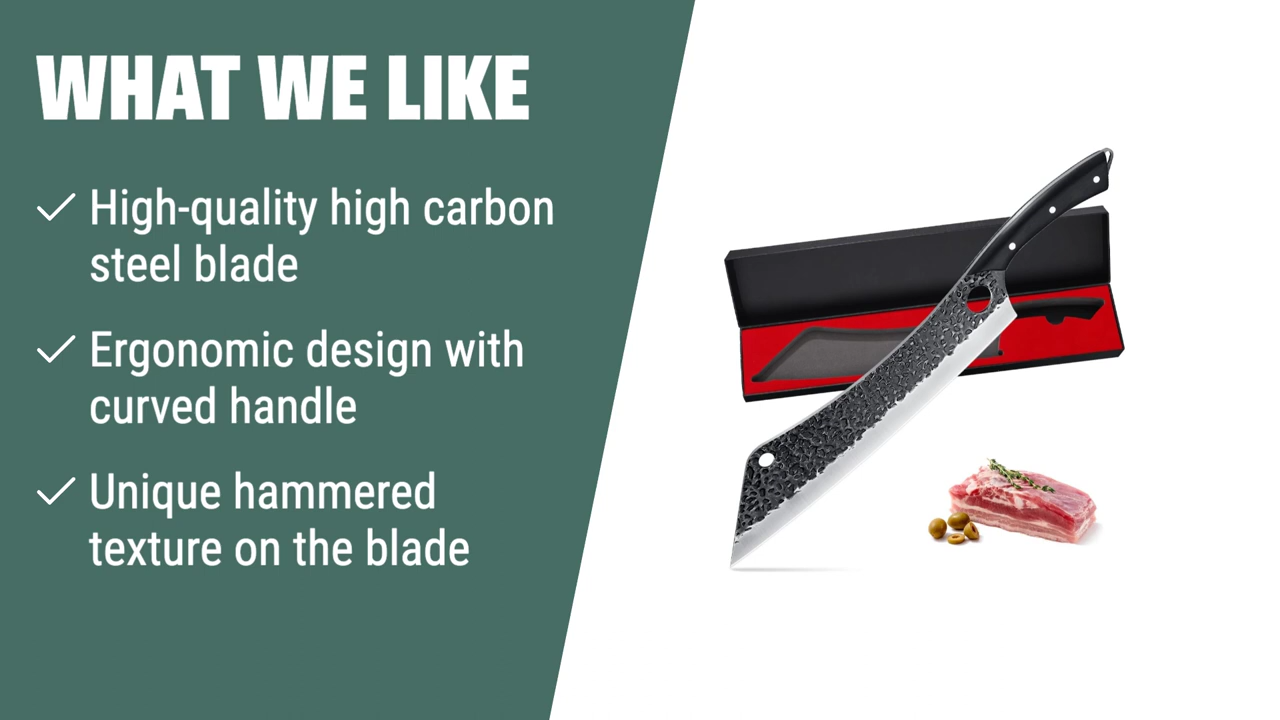 WHAT WE LIKE
High-quality high carbon
steel blade
Ergonomic design with
curved handle
Unique hammered
texture on the blade